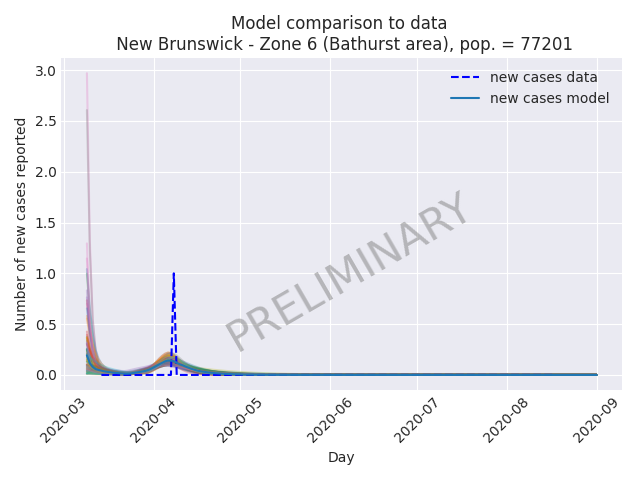 Model comparison to data
New Brunswick - Zone 6 (Bathurst area), pop. = 77201
new cases data
new cases model
Number of new cases reported
3.0
2.5
2.0
1.5
1.0
0.5
0.0
PRELIMINARY
2020-03
2020-04
2020-05
2020-06
2020-07
2020-08
2020-09
Day